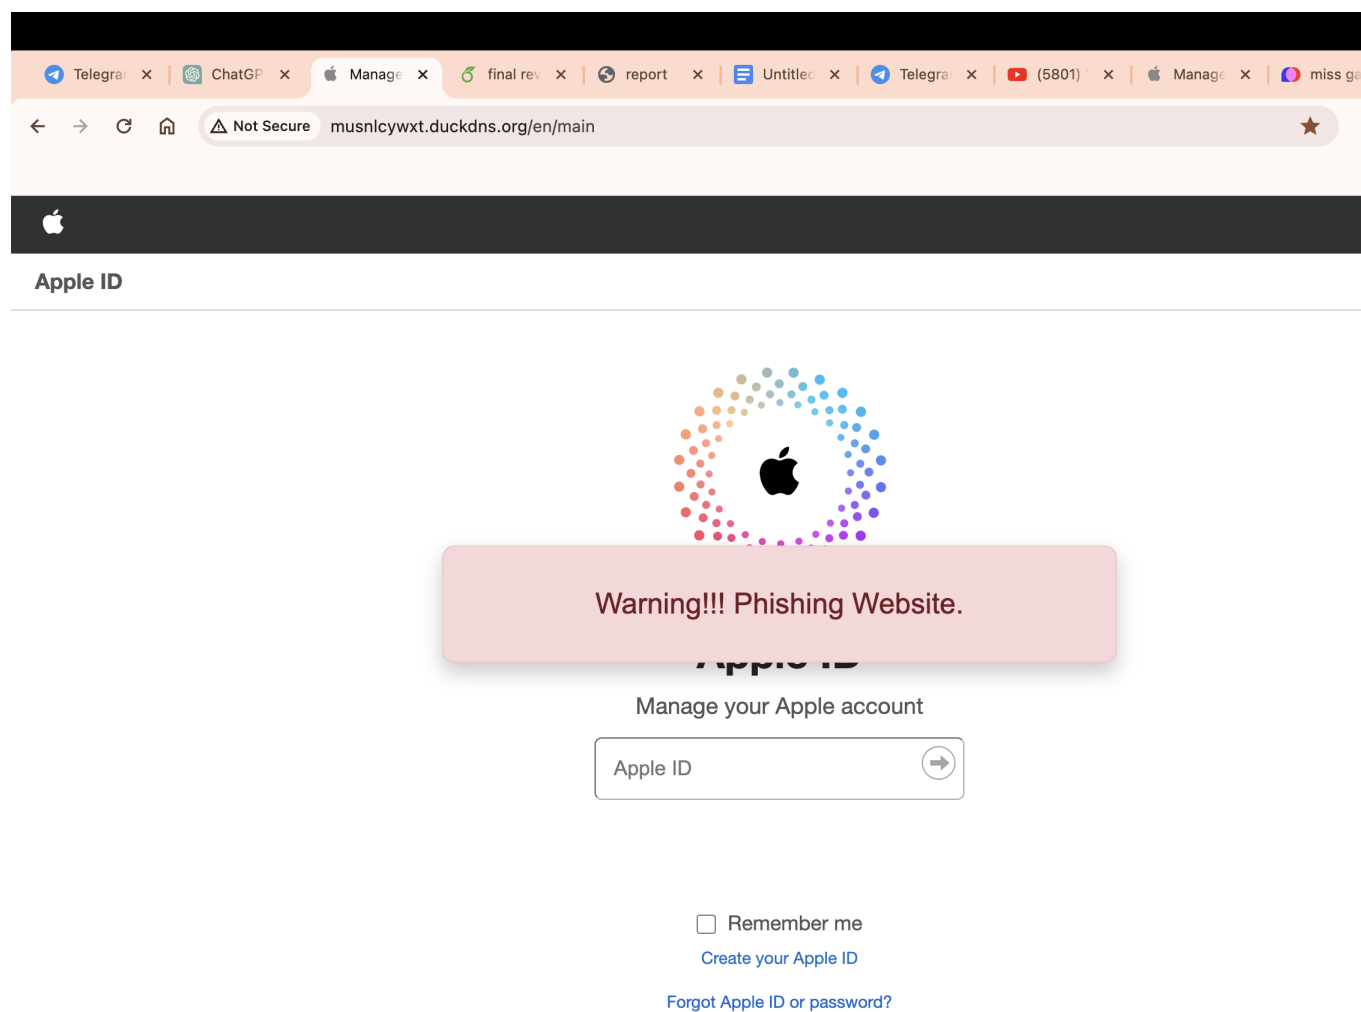 Telegra ChatGP Manage final rev report Untitled Telegra (5801) Manage miss ga
Not Secure musnlcywxt.duckdns.org/en/main
Apple ID
Warning!!! Phishing Website.
Apple ID
Manage your Apple account
Apple ID
Remember me
Create your Apple ID
Forgot Apple ID or password?